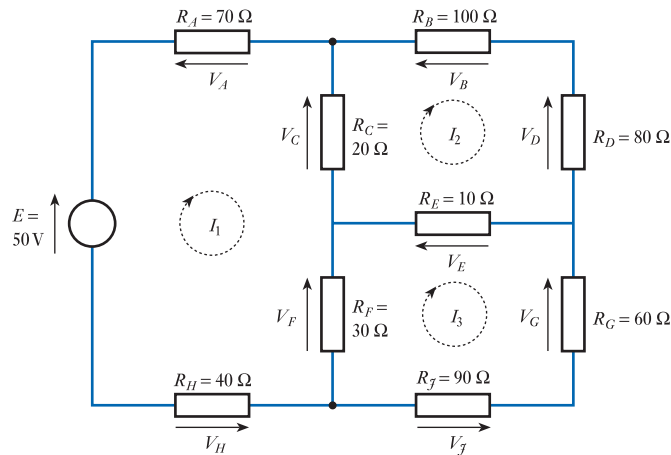 R_A = 70 Ω
R_B = 100 Ω
V_A
V_B
V_C
R_C =
20 Ω
I_2
V_D
R_D = 80 Ω
E =
50 V
I_1
R_E = 10 Ω
V_E
V_F
R_F =
30 Ω
I_3
V_G
R_G = 60 Ω
R_H = 40 Ω
R_J = 90 Ω
V_H
V_J